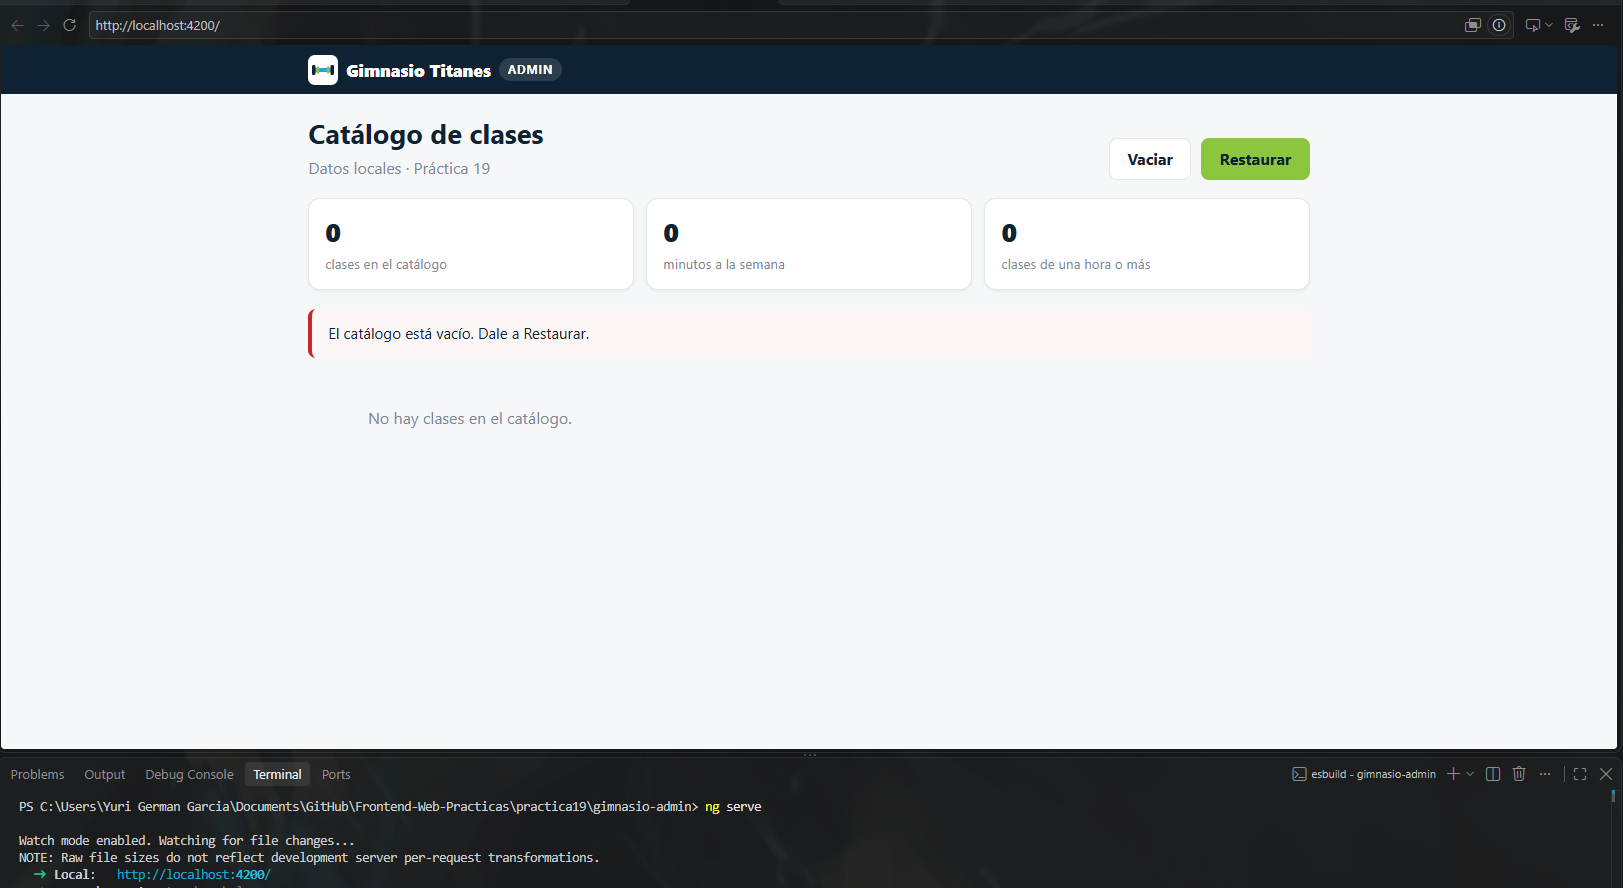 http://localhost:4200/
Gimnasio Titanes ADMIN
Catálogo de clases
Datos locales · Práctica 19
Vaciar
Restaurar
0
clases en el catálogo
0
minutos a la semana
0
clases de una hora o más
El catálogo está vacío. Dale a Restaurar.
No hay clases en el catálogo.
Problems Output Debug Console Terminal Ports
esbuild - gimnasio-admin
PS C:\Users\Yuri German Garcia\Documents\GitHub\Frontend-Web-Practicas\practica19\gimnasio-admin> ng serve
Watch mode enabled. Watching for file changes...
NOTE: Raw file sizes do not reflect development server per-request transformations.
→ Local: http://localhost:4200/